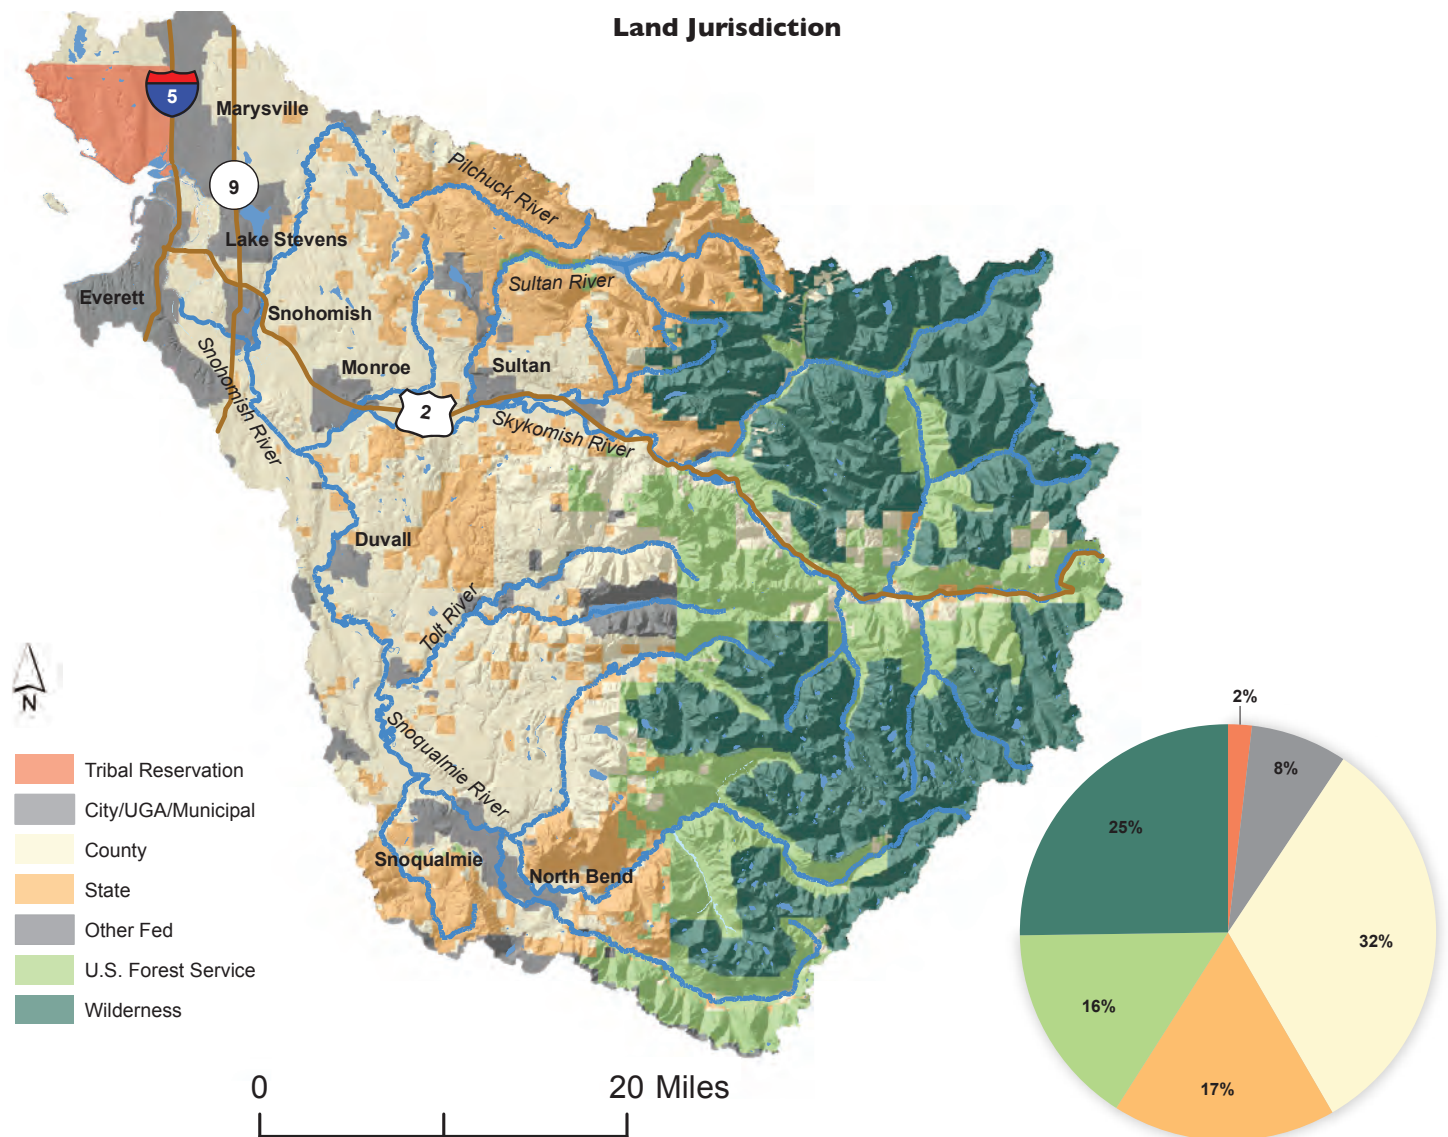 Land Jurisdiction
5
Marysville
9
Pilchuck River
Lake Stevens
Sultan River
Everett
Snohomish
Snohomish River
Monroe
Sultan
2
Skykomish River
Duvall
Tolt River
N
Snoqualmie River
Snoqualmie
North Bend
Tribal Reservation
City/UGA/Municipal
County
State
Other Fed
U.S. Forest Service
Wilderness
0
20 Miles
2%
8%
25%
32%
16%
17%